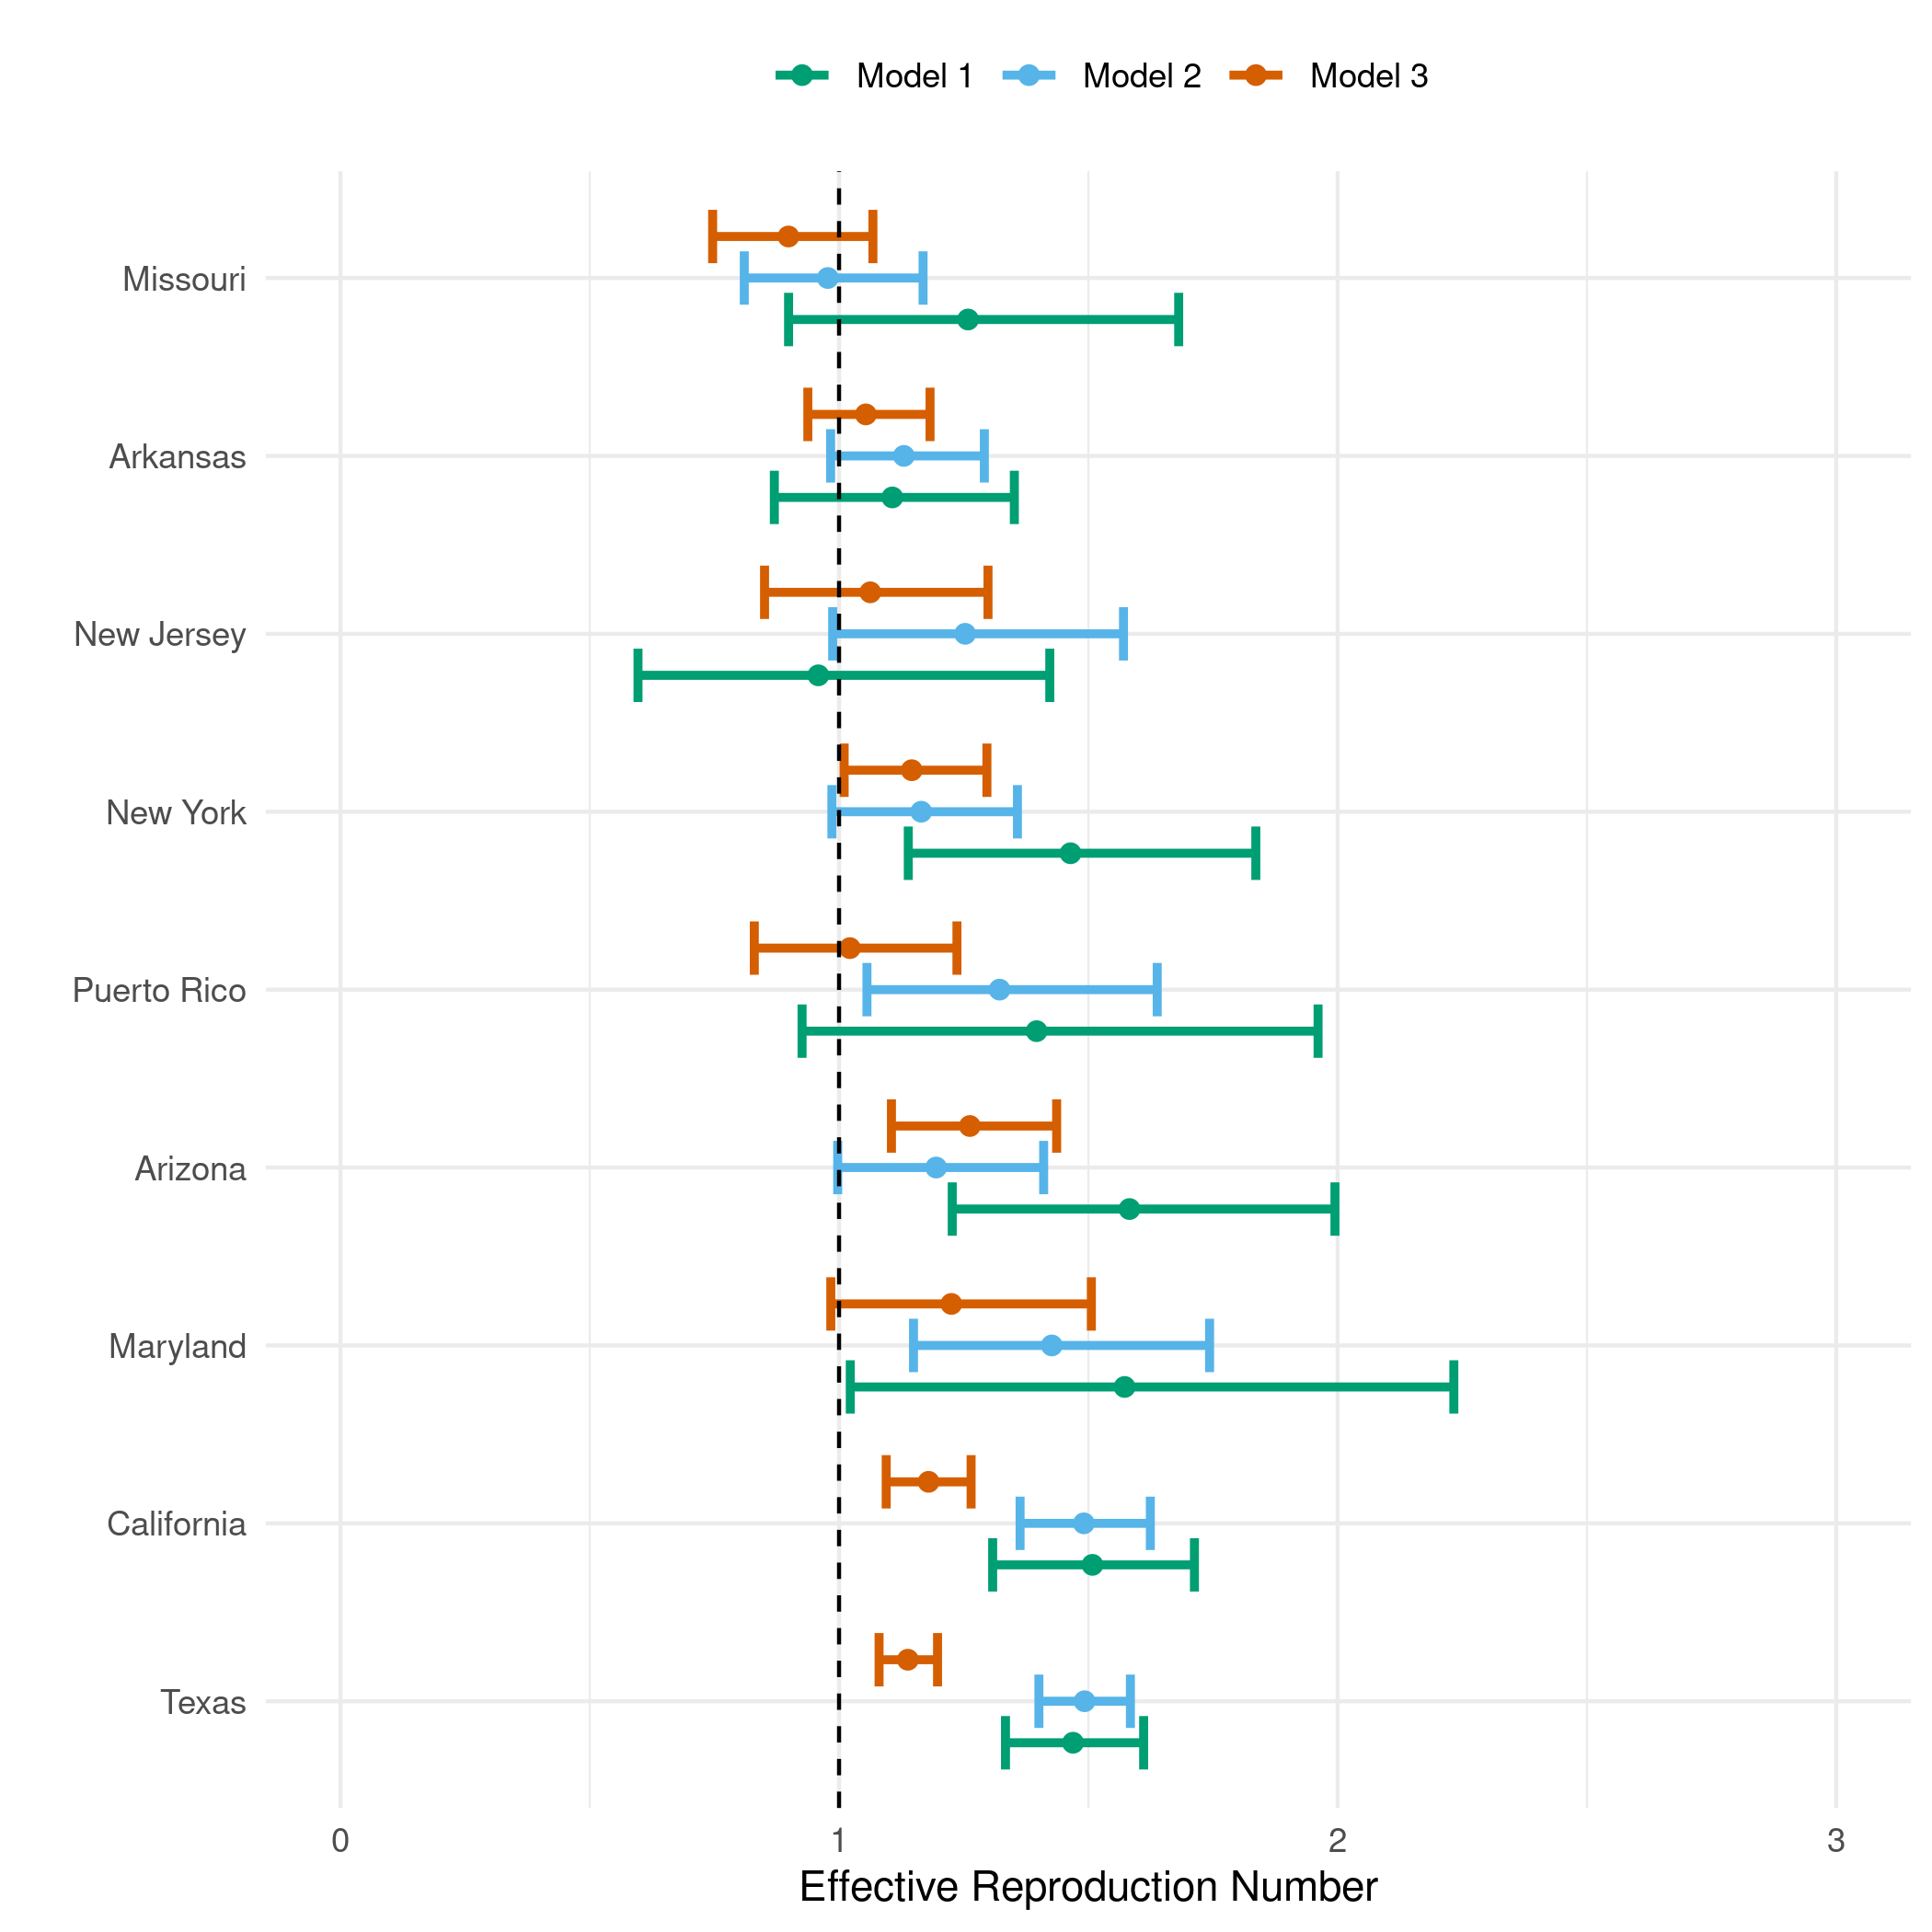 Model 1 Model 2 Model 3
Missouri
Arkansas
New Jersey
New York
Puerto Rico
Arizona
Maryland
California
Texas
0 1 2 3
Effective Reproduction Number